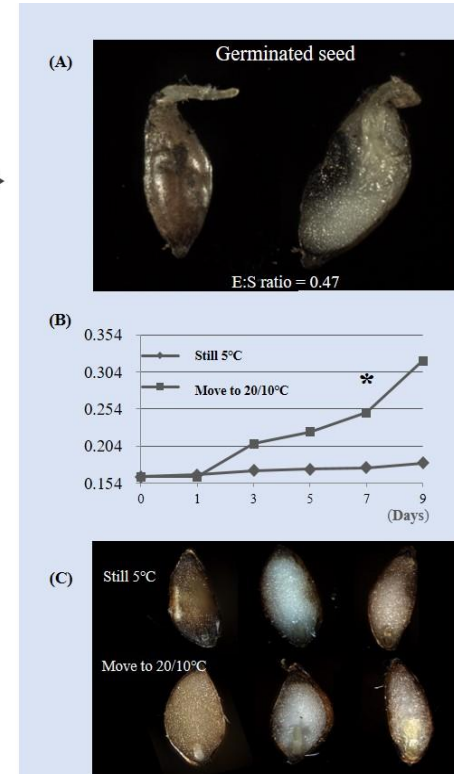 (A)
Germinated seed
E:S ratio = 0.47
(B)
0.354
0.304
0.254
0.204
0.154
Still 5°C
Move to 20/10°C
*
0 1 3 5 7 9
(Days)
(C)
Still 5°C
Move to 20/10°C